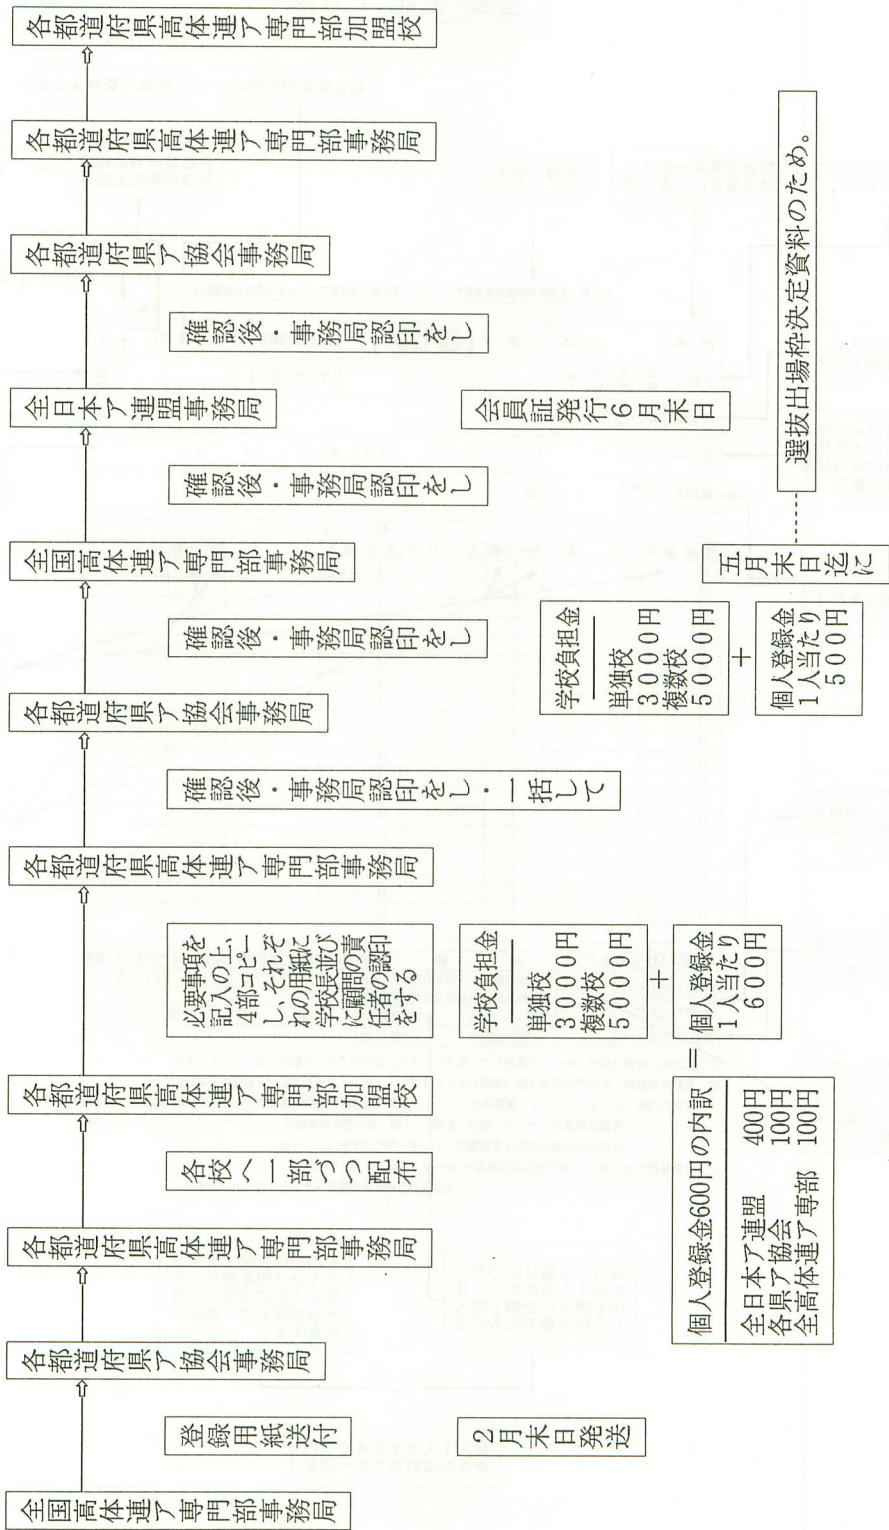 全国高体連ア専門部事務局
登録用紙送付
2月末日発送
各都道府県ア協会事務局
各都道府県高体連ア専門部事務局
各校へ一部づつ配布
各都道府県高体連ア専門部加盟校
必要事項を
記入の上、
4部コピー
し、それぞ
れの用紙に
学校長並び
に顧問の責
任者の認印
をする
学校負担金
単独校
3000円
複数校
5000円
+
個人登録金
1人当たり
600円
=
個人登録金600円の内訳
全日本ア連盟 400円
各県ア協会 100円
全高体連ア専部 100円
各都道府県高体連ア専門部事務局
確認後・事務局認印をし・一括して
各都道府県ア協会事務局
確認後・事務局認印をし
学校負担金
単独校
3000円
複数校
5000円
+
個人登録金
1人当たり
500円
全国高体連ア専門部事務局
五月末日迄に
選抜出場枠決定資料のため。
確認後・事務局認印をし
全日本ア連盟事務局
会員証発行6月末日
確認後・事務局認印をし
各都道府県ア協会事務局
各都道府県高体連ア専門部事務局
各都道府県高体連ア専門部加盟校